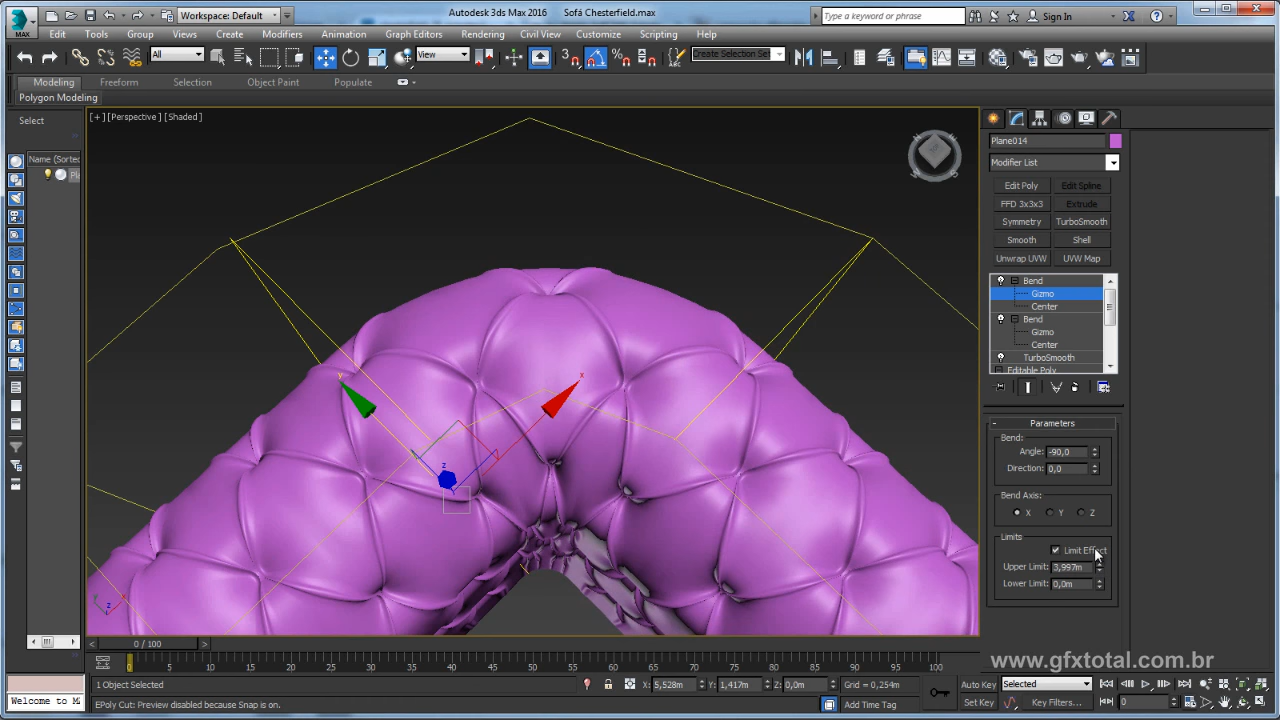 Workspace: Default
Autodesk 3ds Max 2016
Sofá Chesterfield.max
Type a keyword or phrase
Sign In
MAX
Edit
Tools
Group
Views
Create
Modifiers
Animation
Graph Editors
Rendering
Civil View
Customize
Scripting
Help
All
View
Create Selection Set
Modeling
Freeform
Selection
Object Paint
Populate
Polygon Modeling
Select
Name (Sorted
[+] [Perspective] [Shaded]
Plane014
Modifier List
Edit Poly
Edit Spline
FFD 3x3x3
Extrude
Symmetry
TurboSmooth
Smooth
Shell
Unwrap UVW
UVW Map
Bend
Gizmo
Center
Bend
Gizmo
Center
TurboSmooth
Editable Poly
Parameters
Bend:
Angle: -90,0
Direction: 0,0
Bend Axis:
X Y Z
Limits
Limit Effect
Upper Limit: 3,997m
Lower Limit: 0,0m
x
y
z
0 / 100
0 5 10 15 20 25 30 35 40 45 50 55 60 65 70 75 80 85 90 95 100
www.gfxtotal.com.br
1 Object Selected
X: 5,528m
Y: 1,417m
Z: 0,0m
Grid = 0,254m
Auto Key
Selected
Welcome to M
EPoly Cut: Preview disabled because Snap is on.
Add Time Tag
Set Key
Key Filters...
0